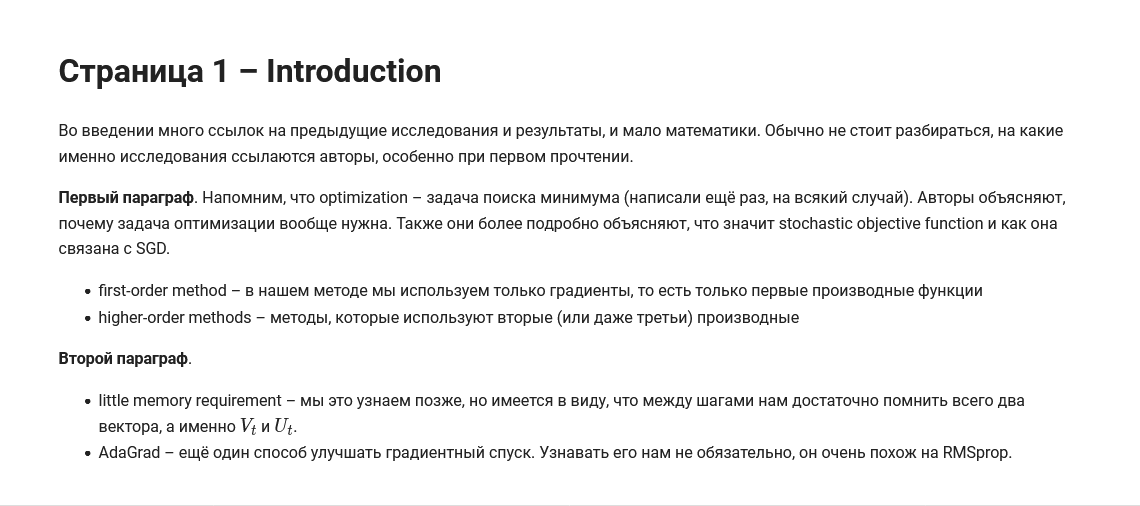 Страница 1 – Introduction
Во введении много ссылок на предыдущие исследования и результаты, и мало математики. Обычно не стоит разбираться, на какие
именно исследования ссылаются авторы, особенно при первом прочтении.
Первый параграф. Напомним, что optimization – задача поиска минимума (написали ещё раз, на всякий случай). Авторы объясняют,
почему задача оптимизации вообще нужна. Также они более подробно объясняют, что значит stochastic objective function и как она
связана с SGD.
• first-order method – в нашем методе мы используем только градиенты, то есть только первые производные функции
• higher-order methods – методы, которые используют вторые (или даже третьи) производные
Второй параграф.
• little memory requirement – мы это узнаем позже, но имеется в виду, что между шагами нам достаточно помнить всего два
вектора, а именно $V_t$ и $U_t$.
• AdaGrad – ещё один способ улучшать градиентный спуск. Узнавать его нам не обязательно, он очень похож на RMSprop.